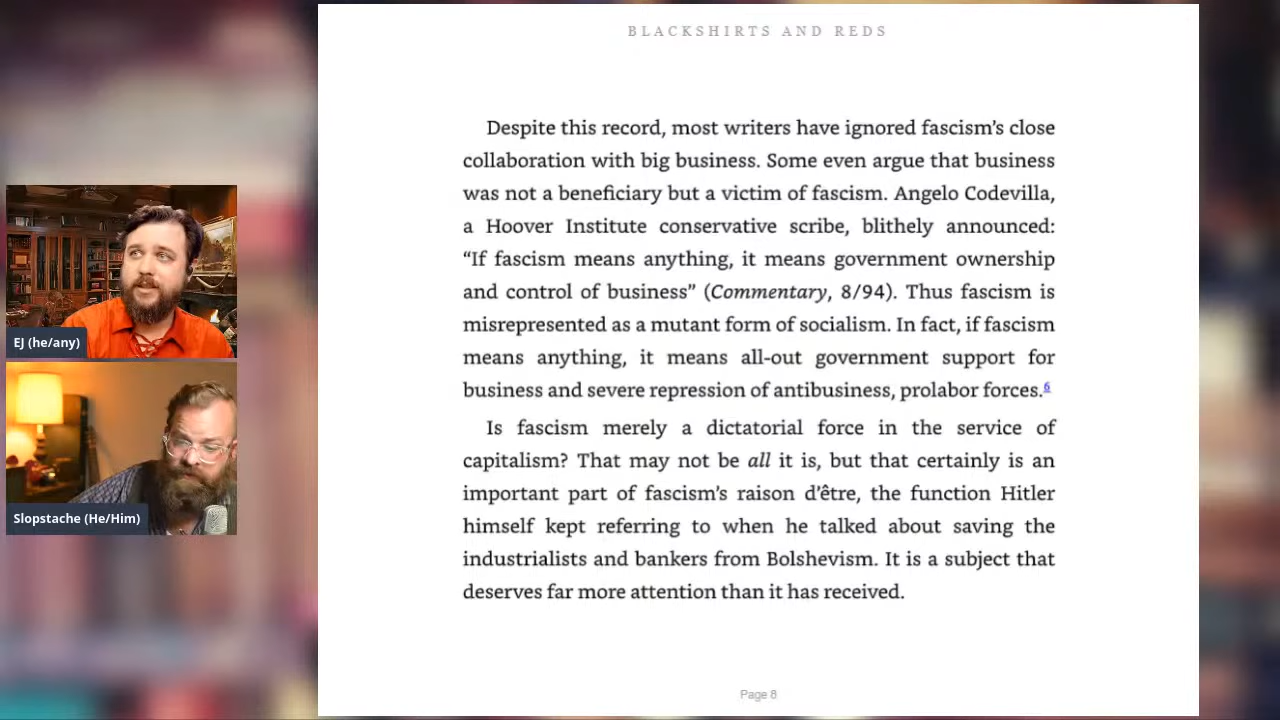 BLACKSHIRTS AND REDS
Despite this record, most writers have ignored fascism’s close
collaboration with big business. Some even argue that business
was not a beneficiary but a victim of fascism. Angelo Codevilla,
a Hoover Institute conservative scribe, blithely announced:
“If fascism means anything, it means government ownership
and control of business” (Commentary, 8/94). Thus fascism is
misrepresented as a mutant form of socialism. In fact, if fascism
means anything, it means all-out government support for
business and severe repression of antibusiness, prolabor forces.6
Is fascism merely a dictatorial force in the service of
capitalism? That may not be all it is, but that certainly is an
important part of fascism’s raison d’être, the function Hitler
himself kept referring to when he talked about saving the
industrialists and bankers from Bolshevism. It is a subject that
deserves far more attention than it has received.
Page 8
EJ (he/any)
Slopstache (He/Him)